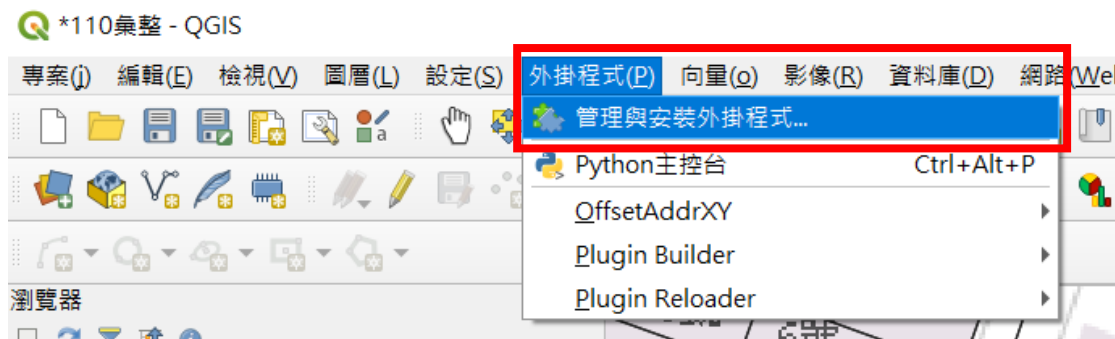 *110彙整 - QGIS
專案(j) 編輯(E) 檢視(V) 圖層(L) 設定(S) 外掛程式(P) 向量(o) 影像(R) 資料庫(D) 網路(We
管理與安裝外掛程式...
a
Python主控台 Ctrl+Alt+P
OffsetAddrXY
Plugin Builder
瀏覽器
Plugin Reloader